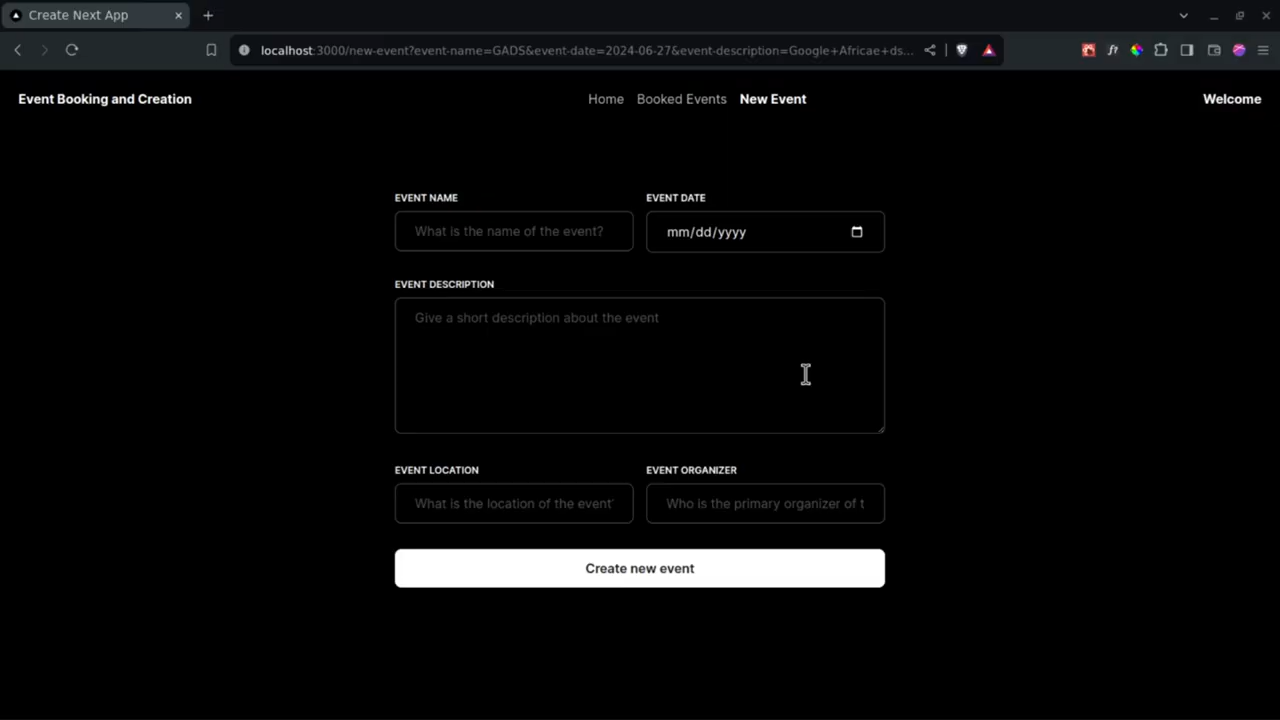 Create Next App
localhost:3000/new-event?event-name=GADS&event-date=2024-06-27&event-description=Google+Africae+ds...
Event Booking and Creation
Home Booked Events New Event
Welcome
EVENT NAME EVENT DATE
What is the name of the event? mm/dd/yyyy
EVENT DESCRIPTION
Give a short description about the event
EVENT LOCATION EVENT ORGANIZER
What is the location of the event Who is the primary organizer of t
Create new event